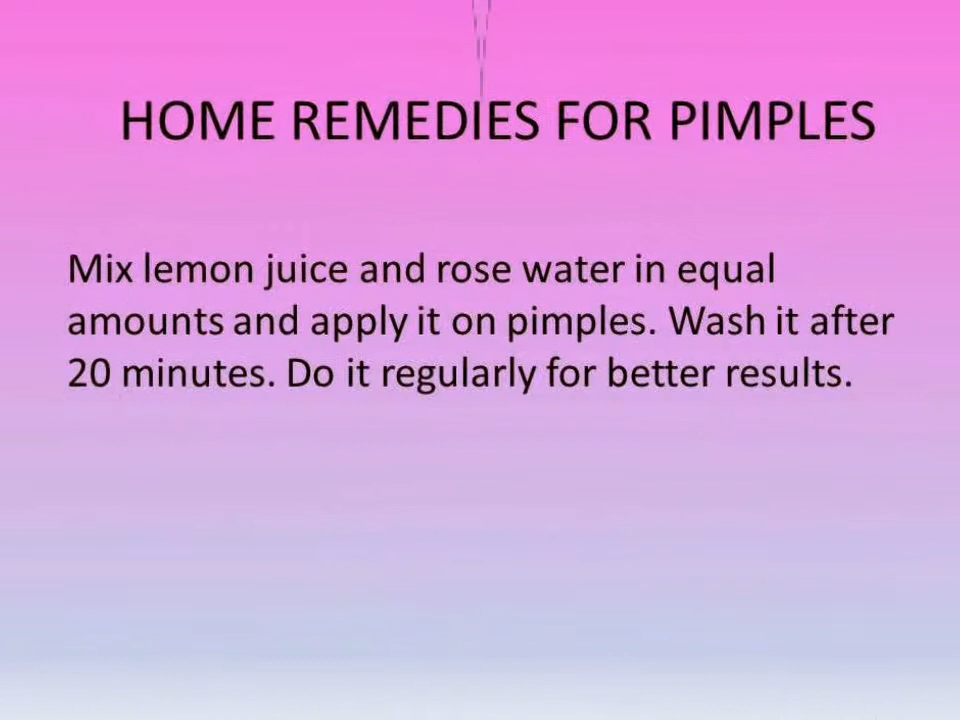 HOME REMEDIES FOR PIMPLES
Mix lemon juice and rose water in equal
amounts and apply it on pimples. Wash it after
20 minutes. Do it regularly for better results.